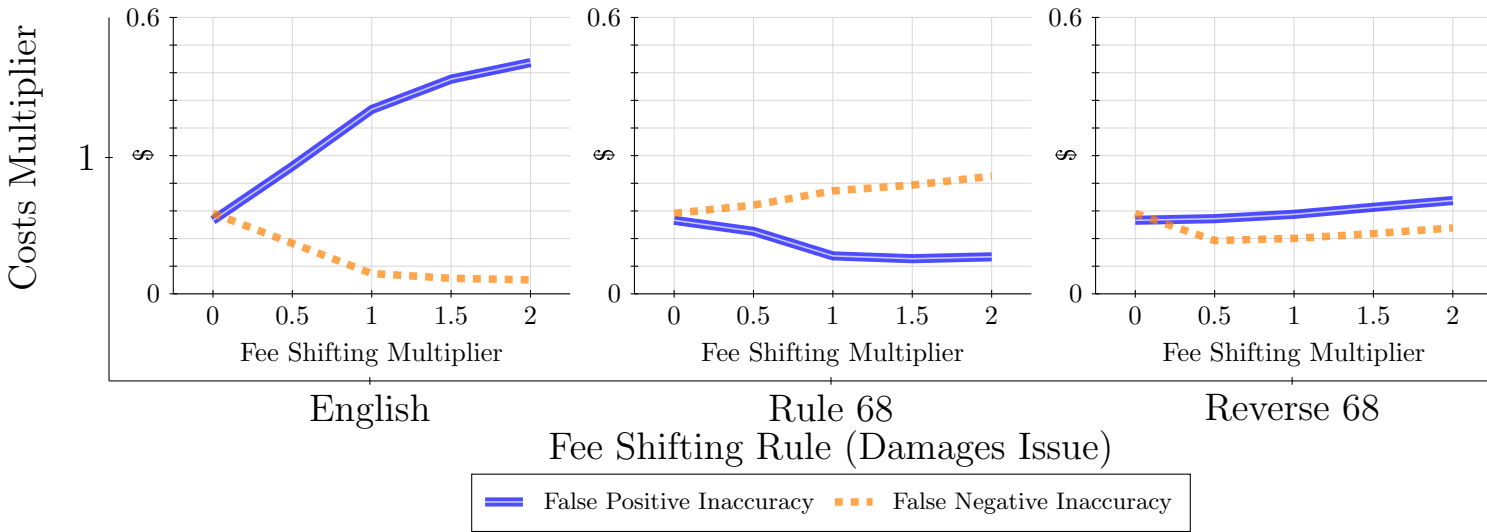 Costs Multiplier
1
0.6
$
0
0 0.5 1 1.5 2
Fee Shifting Multiplier
0.6
$
0
0 0.5 1 1.5 2
Fee Shifting Multiplier
0.6
$
0
0 0.5 1 1.5 2
Fee Shifting Multiplier
English Rule 68 Reverse 68
Fee Shifting Rule (Damages Issue)
False Positive Inaccuracy False Negative Inaccuracy